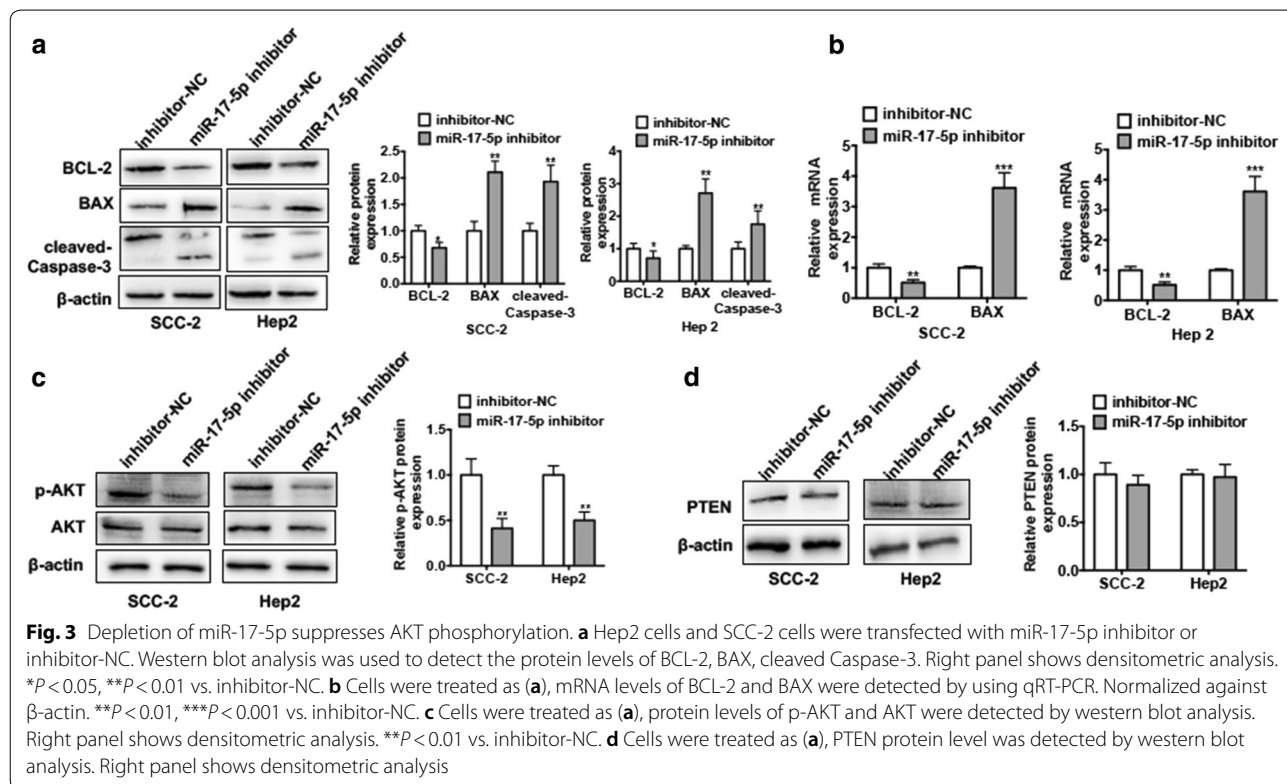 a
inhibitor-NC
miR-17-5p inhibitor
inhibitor-NC
miR-17-5p inhibitor
BCL-2
BAX
cleaved-
Caspase-3
β-actin
SCC-2
Hep2
inhibitor-NC
miR-17-5p inhibitor
Relative protein
expression
2.5
2.0
1.5
1.0
0.5
0.0
*
**
**
BCL-2
BAX
cleaved-
Caspase-3
SCC-2
inhibitor-NC
miR-17-5p inhibitor
Relative protein
expression
4
3
2
1
0
*
**
**
BCL-2
BAX
cleaved-
Caspase-3
Hep 2
b
inhibitor-NC
miR-17-5p inhibitor
Relative mRNA
expression
5
4
3
2
1
0
**
***
BCL-2
BAX
SCC-2
inhibitor-NC
miR-17-5p inhibitor
Relative mRNA
expression
5
4
3
2
1
0
**
***
BCL-2
BAX
Hep 2
c
inhibitor-NC
miR-17-5p inhibitor
inhibitor-NC
miR-17-5p inhibitor
p-AKT
AKT
β-actin
SCC-2
Hep2
inhibitor-NC
miR-17-5p inhibitor
Relative p-AKT protein
expression
1.5
1.0
0.5
0.0
**
**
SCC-2
Hep2
d
inhibitor-NC
miR-17-5p inhibitor
inhibitor-NC
miR-17-5p inhibitor
PTEN
β-actin
SCC-2
Hep2
inhibitor-NC
miR-17-5p inhibitor
Relative PTEN protein
expression
1.5
1.0
0.5
0.0
SCC-2
Hep2
Fig. 3 Depletion of miR-17-5p suppresses AKT phosphorylation. a Hep2 cells and SCC-2 cells were transfected with miR-17-5p inhibitor or
inhibitor-NC. Western blot analysis was used to detect the protein levels of BCL-2, BAX, cleaved Caspase-3. Right panel shows densitometric analysis.
*P < 0.05, **P < 0.01 vs. inhibitor-NC. b Cells were treated as (a), mRNA levels of BCL-2 and BAX were detected by using qRT-PCR. Normalized against
β-actin. **P < 0.01, ***P < 0.001 vs. inhibitor-NC. c Cells were treated as (a), protein levels of p-AKT and AKT were detected by western blot analysis.
Right panel shows densitometric analysis. **P < 0.01 vs. inhibitor-NC. d Cells were treated as (a), PTEN protein level was detected by western blot
analysis. Right panel shows densitometric analysis